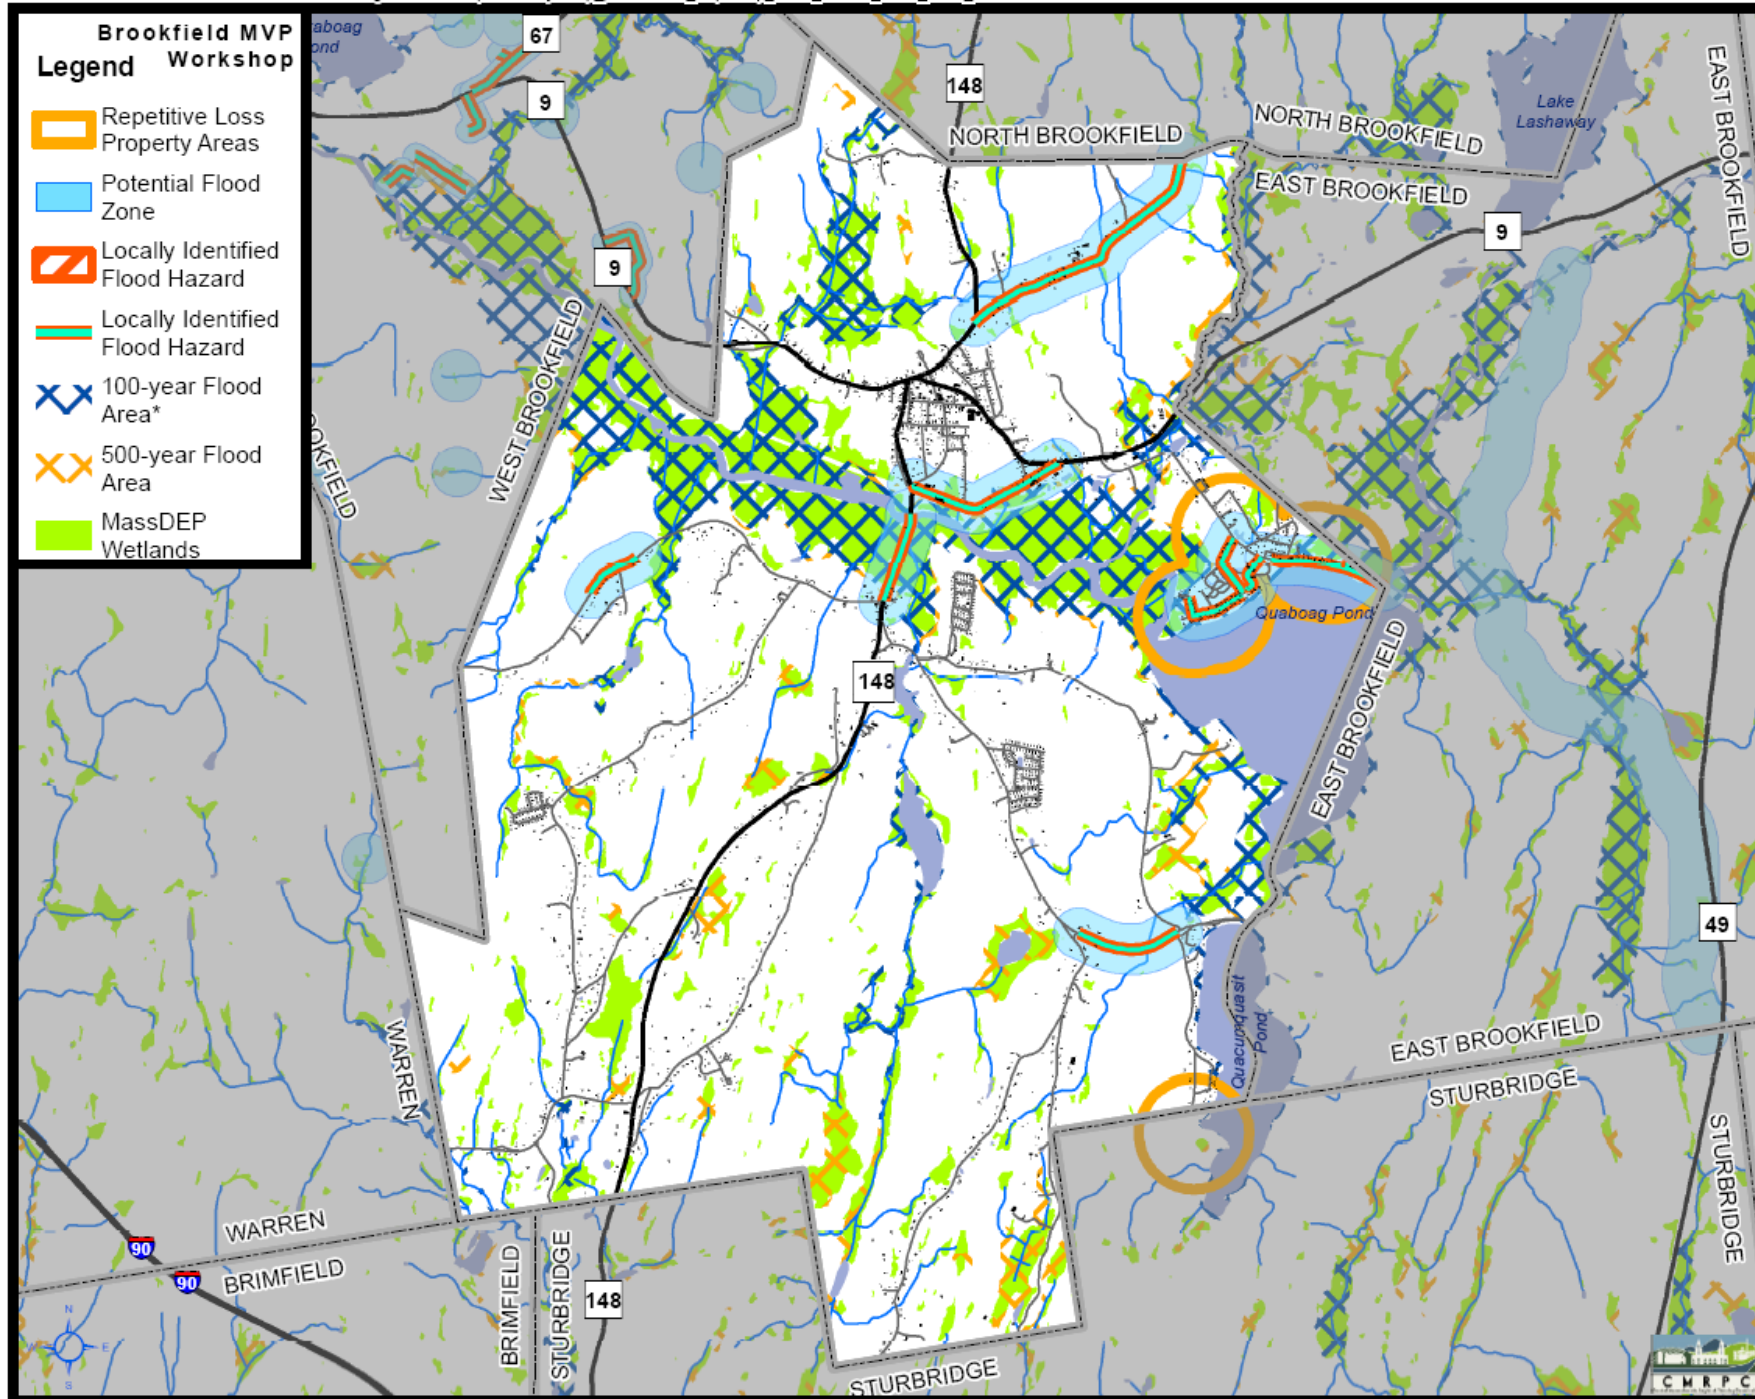 Brookfield MVP
Workshop
Legend
Repetitive Loss
Property Areas
Potential Flood
Zone
Locally Identified
Flood Hazard
Locally Identified
Flood Hazard
100-year Flood
Area*
500-year Flood
Area
MassDEP
Wetlands
67
9
148
NORTH BROOKFIELD
NORTH BROOKFIELD
Lake
Lashaway
EAST BROOKFIELD
EAST BROOKFIELD
9
9
WEST BROOKFIELD
Quaboag Pond
EAST BROOKFIELD
148
49
Quacumquasit
Pond
WARREN
EAST BROOKFIELD
STURBRIDGE
STURBRIDGE
WARREN
BRIMFIELD
90
90
BRIMFIELD
STURBRIDGE
148
STURBRIDGE
N
E
S
CMRPC